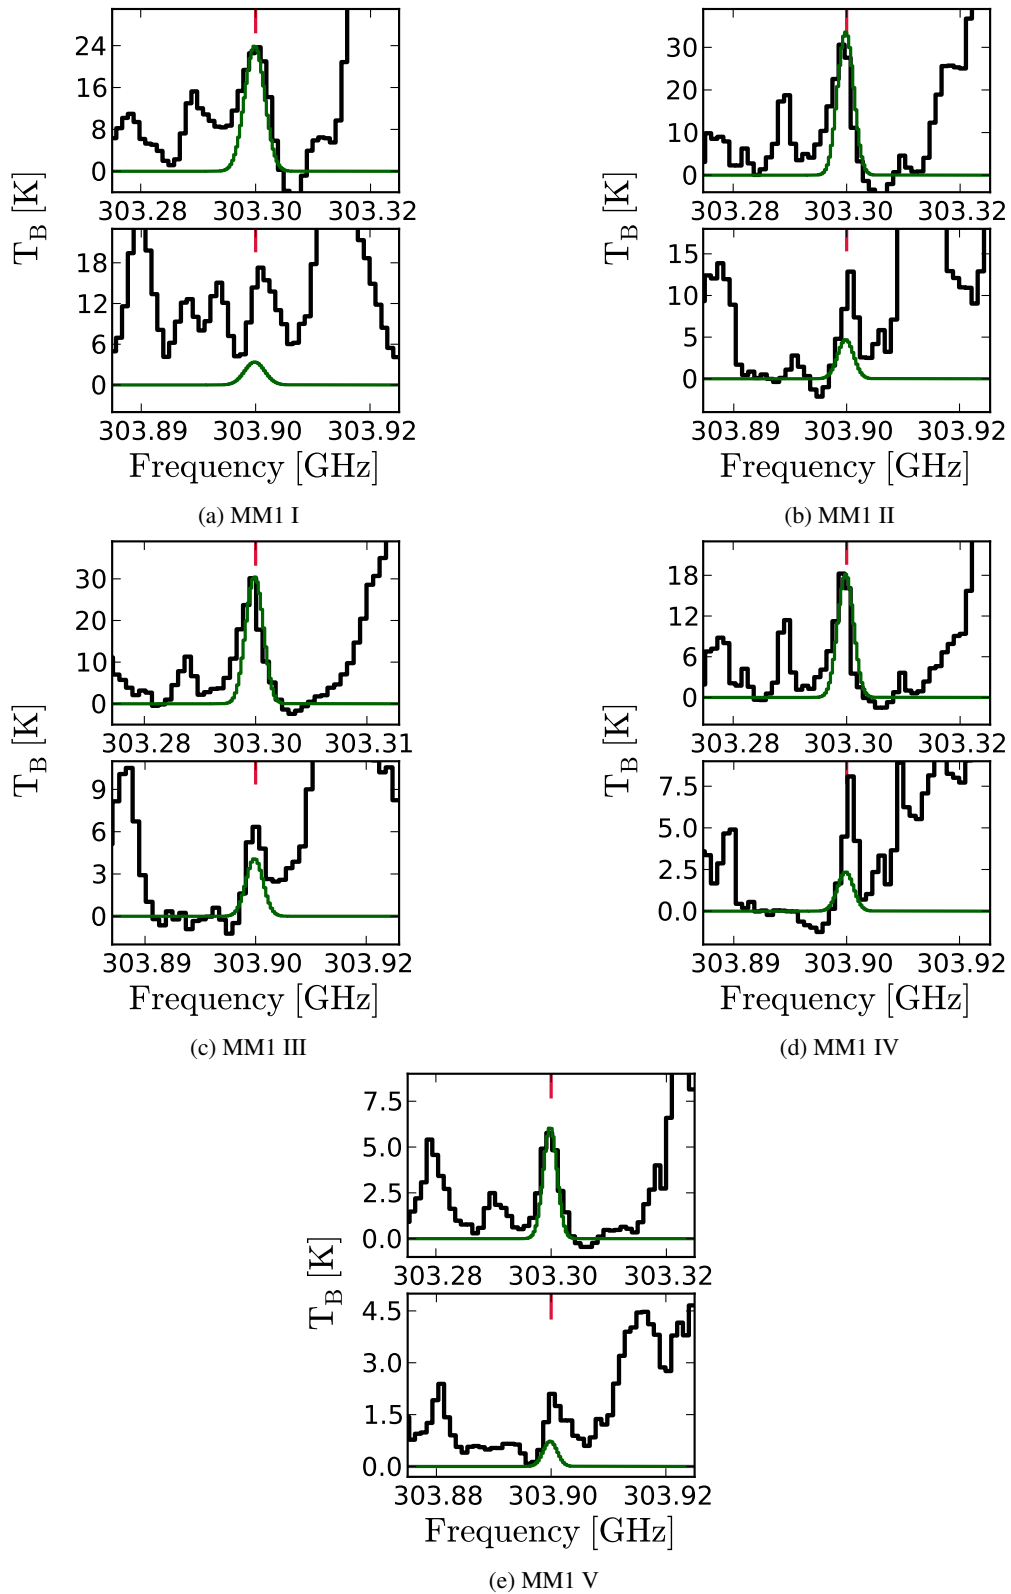 24
16
8
0
303.28 303.30 303.32
18
12
6
0
303.89 303.90 303.92
T_B [K]
Frequency [GHz]
(a) MM1 I
30
20
10
0
303.28 303.30 303.32
15
10
5
0
303.89 303.90 303.92
T_B [K]
Frequency [GHz]
(b) MM1 II
30
20
10
0
303.28 303.30 303.31
9
6
3
0
303.89 303.90 303.92
T_B [K]
Frequency [GHz]
(c) MM1 III
18
12
6
0
303.28 303.30 303.32
7.5
5.0
2.5
0.0
303.89 303.90 303.92
T_B [K]
Frequency [GHz]
(d) MM1 IV
7.5
5.0
2.5
0.0
303.28 303.30 303.32
4.5
3.0
1.5
0.0
303.88 303.90 303.92
T_B [K]
Frequency [GHz]
(e) MM1 V